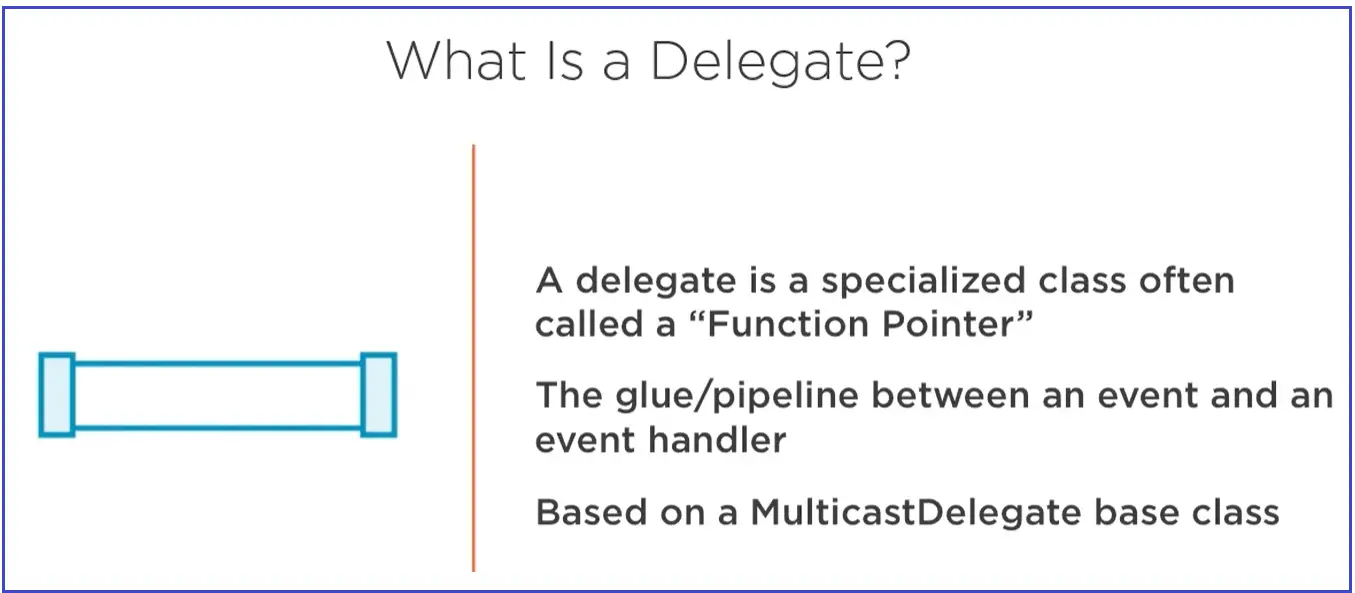 What Is a Delegate?
A delegate is a specialized class often
called a “Function Pointer”
The glue/pipeline between an event and an
event handler
Based on a MulticastDelegate base class